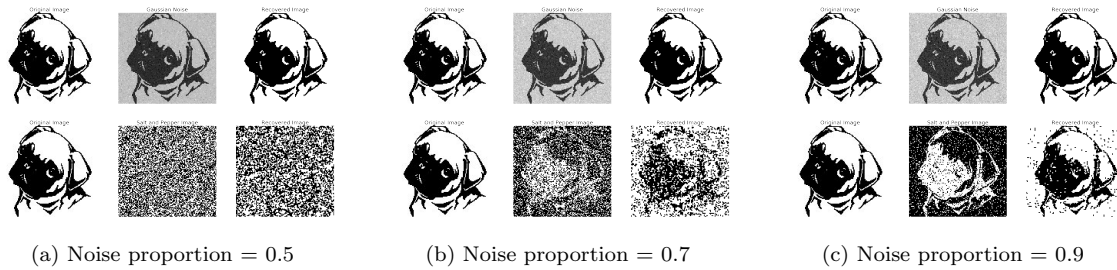 Original Image Gaussian Noise Recovered Image Original Image Gaussian Noise Recovered Image Original Image Gaussian Noise Recovered Image
Original Image Salt and Pepper Image Recovered Image Original Image Salt and Pepper Image Recovered Image Original Image Salt and Pepper Image Recovered Image
(a) Noise proportion = 0.5 (b) Noise proportion = 0.7 (c) Noise proportion = 0.9